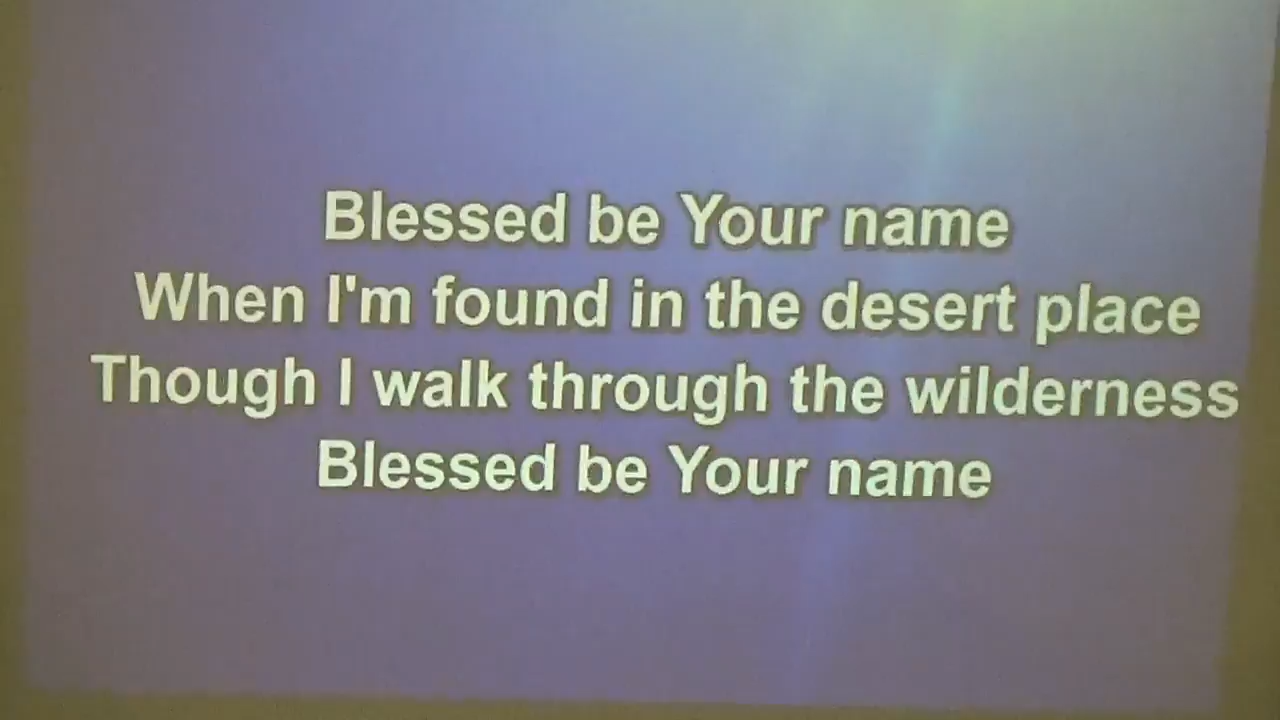 Blessed be Your name
When I'm found in the desert place
Though I walk through the wilderness
Blessed be Your name